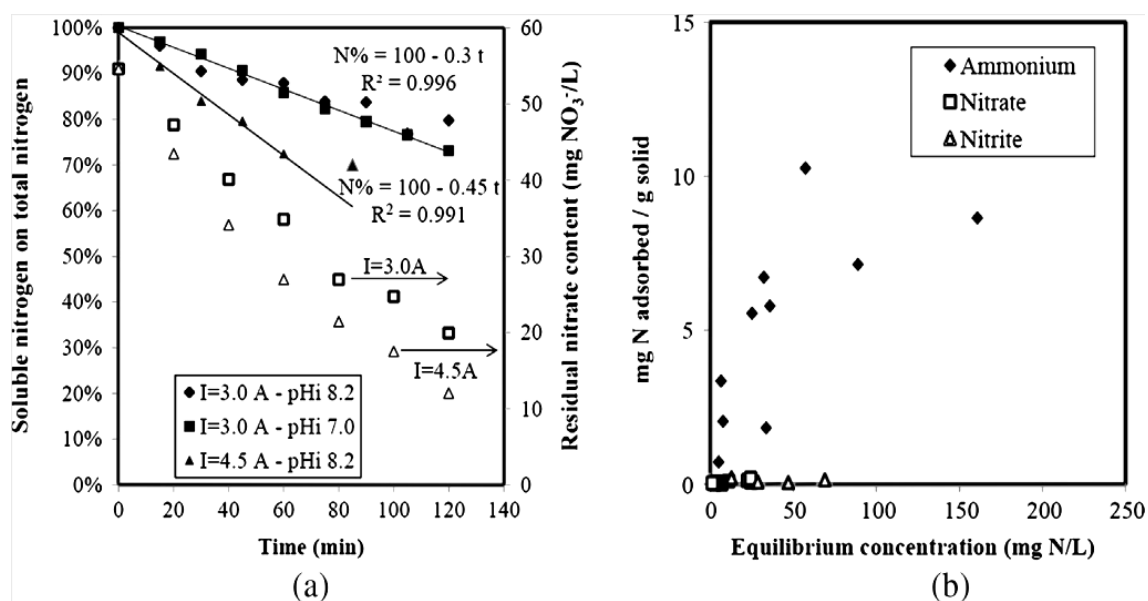 100%
90%
80%
70%
60%
50%
40%
30%
20%
10%
0%
Soluble nitrogen on total nitrogen
0 20 40 60 80 100 120 140
Time (min)
60
50
40
30
20
10
0
Residual nitrate content (mg NO₃⁻/L)
N% = 100 - 0.3 t
R² = 0.996
N% = 100 - 0.45 t
R² = 0.991
I=3.0A
I=4.5A
I=3.0 A - pHi 8.2
I=3.0 A - pHi 7.0
I=4.5 A - pHi 8.2
(a)
15
10
5
0
mg N adsorbed / g solid
0 50 100 150 200 250
Equilibrium concentration (mg N/L)
Ammonium
Nitrate
Nitrite
(b)